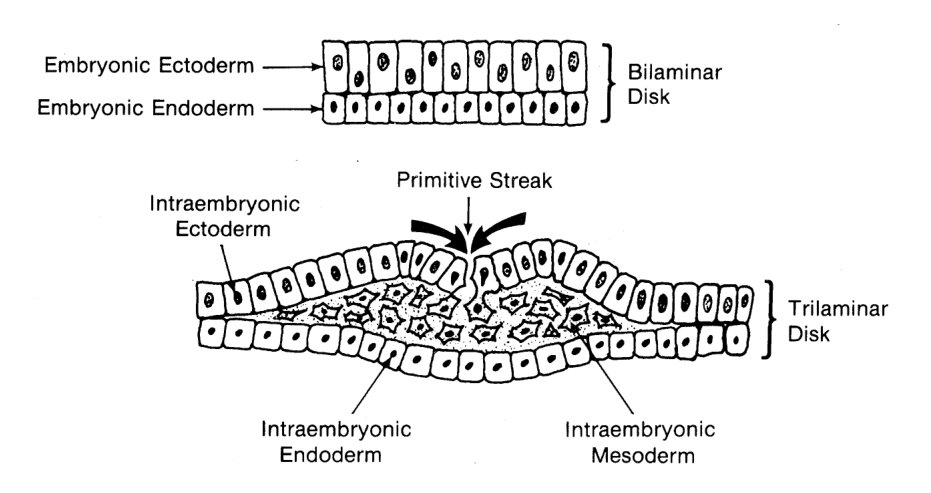 Embryonic Ectoderm
Embryonic Endoderm
Bilaminar
Disk
Primitive Streak
Intraembryonic
Ectoderm
Trilaminar
Disk
Intraembryonic
Endoderm
Intraembryonic
Mesoderm